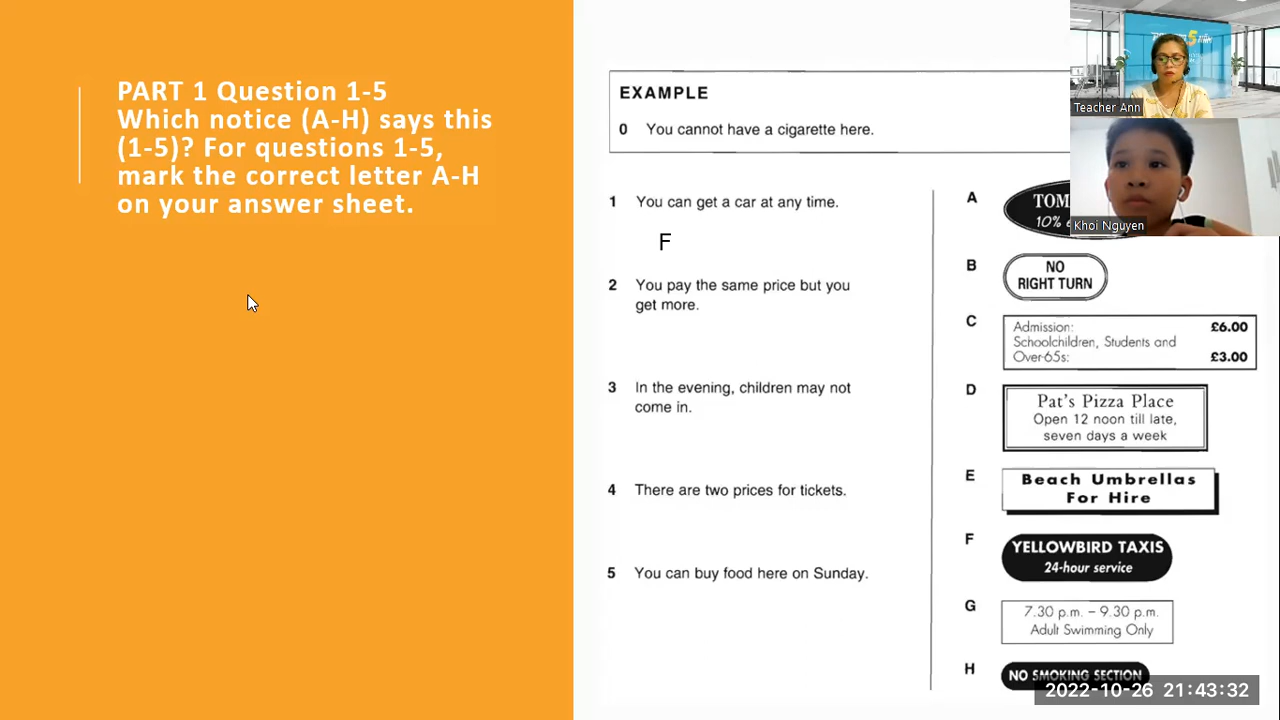 PART 1 Question 1-5
Which notice (A-H) says this
(1-5)? For questions 1-5,
mark the correct letter A-H
on your answer sheet.
EXAMPLE
0 You cannot have a cigarette here.
1 You can get a car at any time.
F
2 You pay the same price but you
get more.
3 In the evening, children may not
come in.
4 There are two prices for tickets.
5 You can buy food here on Sunday.
A
10%
B NO
RIGHT TURN
C Admission: £6.00
Schoolchildren, Students and
Over-65s: £3.00
D Pat's Pizza Place
Open 12 noon till late,
seven days a week
E Beach Umbrellas
For Hire
F YELLOWBIRD TAXIS
24-hour service
G 7.30 p.m. – 9.30 p.m.
Adult Swimming Only
H NO SMOKING SECTION
Teacher Ann
Khoi Nguyen
2022-10-26 21:43:32